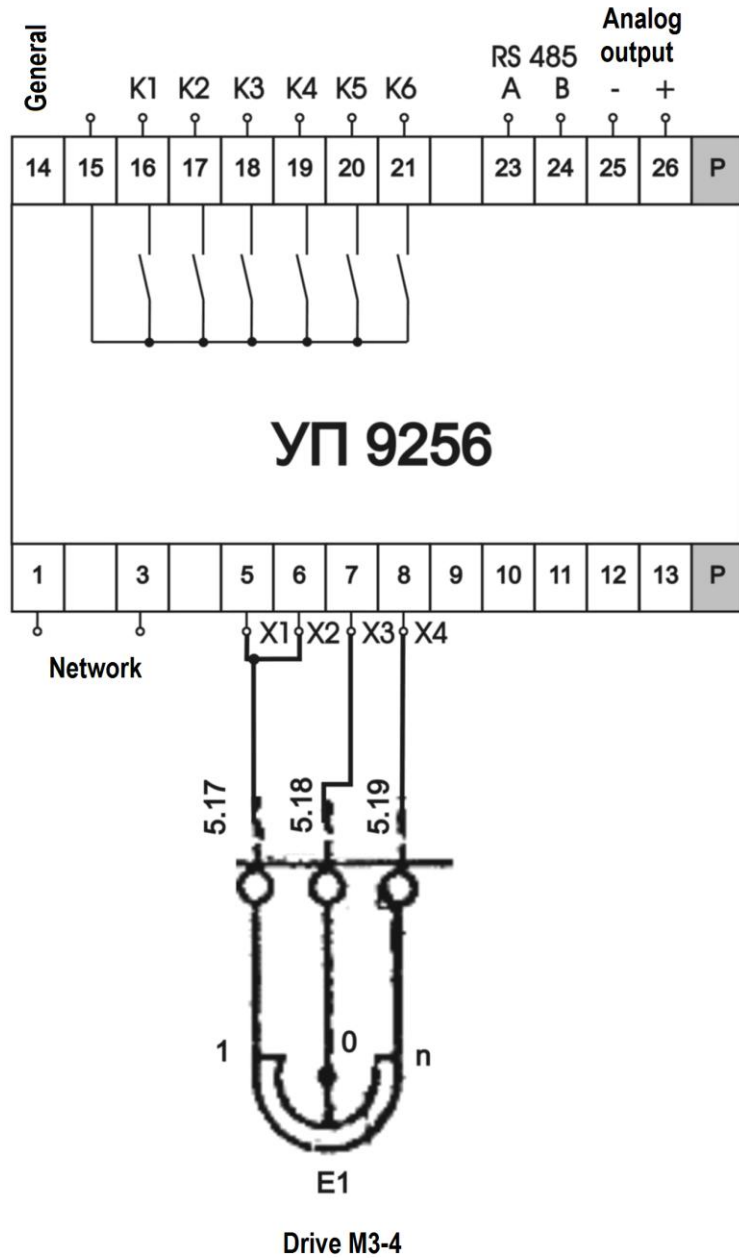 General
RS 485
Analog output
K1 K2 K3 K4 K5 K6 A B - +
14 15 16 17 18 19 20 21 23 24 25 26 P
УП 9256
1 3 5 6 7 8 9 10 11 12 13 P
X1 X2 X3 X4
Network
5.17 5.18 5.19
1 0 n
E1
Drive M3-4